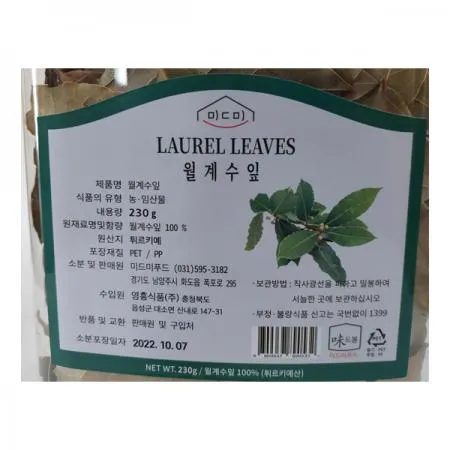 미드미
LAUREL LEAVES
월계수잎
제품명 월계수잎
식품의 유형 농·임산물
내용량 230 g
원재료명및함량 월계수잎 100 %
원산지 튀르키예
포장재질 PET / PP
소분 및 판매원 미드미푸드 (031)595-3182
경기도 남양주시 화도읍 폭포로 295
수입원 영흥식품(주) 충청북도
음성군 대소면 산내로 147-31
반품 및 교환 판매원 및 구입처
소분포장일자 2022. 10. 07
·보관방법 : 직사광선을 피하고 밀봉하여
서늘한 곳에 보관하십시오
·부정·불량식품 신고는 국번없이 1399
味
PET
NET WT. 230g / 월계수잎 100% (튀르키예산)